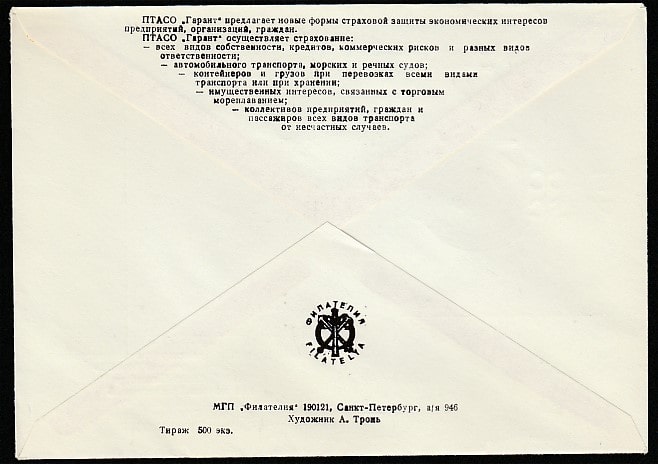 ПТАСО „Гарант“ предлагает новые формы страховой защиты экономических интересов
предприятий, организаций, граждан.
ПТАСО „Гарант“ осуществляет страхование:
— всех видов собственности, кредитов, коммерческих рисков и разных видов
ответственности;
— автомобильного транспорта, морских и речных судов;
— контейнеров и грузов при перевозках всеми видами
транспорта или при хранении;
— имущественных интересов, связанных с торговым
мореплаванием;
— коллективов предприятий, граждан и
пассажиров всех видов транспорта
от несчастных случаев.
ФИЛАТЕЛИЯ
FILATELYA
МГП „Филателия“ 190121, Санкт-Петербург, а/я 946
Художник А. Тронь
Тираж 500 экз.